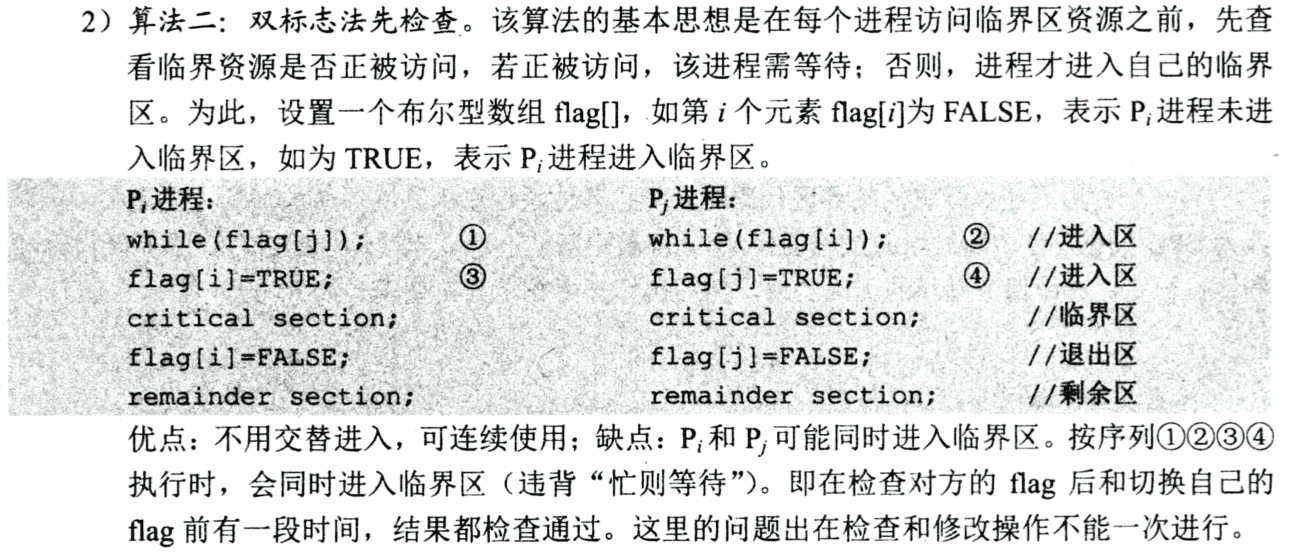 2）算法二：双标志法先检查。该算法的基本思想是在每个进程访问临界区资源之前，先查
看临界资源是否正被访问，若正被访问，该进程需等待；否则，进程才进入自己的临界
区。为此，设置一个布尔型数组 flag[]，如第 i 个元素 flag[i]为 FALSE，表示 Pi进程未进
入临界区，如为 TRUE，表示 Pi进程进入临界区。
Pi进程： Pj进程：
while(flag[j]); ① while(flag[i]); ② //进入区
flag[i]=TRUE; ③ flag[j]=TRUE; ④ //进入区
critical section; critical section; //临界区
flag[i]=FALSE; flag[j]=FALSE; //退出区
remainder section; remainder section; //剩余区
优点：不用交替进入，可连续使用；缺点：Pi和 Pj可能同时进入临界区。按序列①②③④
执行时，会同时进入临界区（违背“忙则等待”）。即在检查对方的 flag 后和切换自己的
flag 前有一段时间，结果都检查通过。这里的问题出在检查和修改操作不能一次进行。